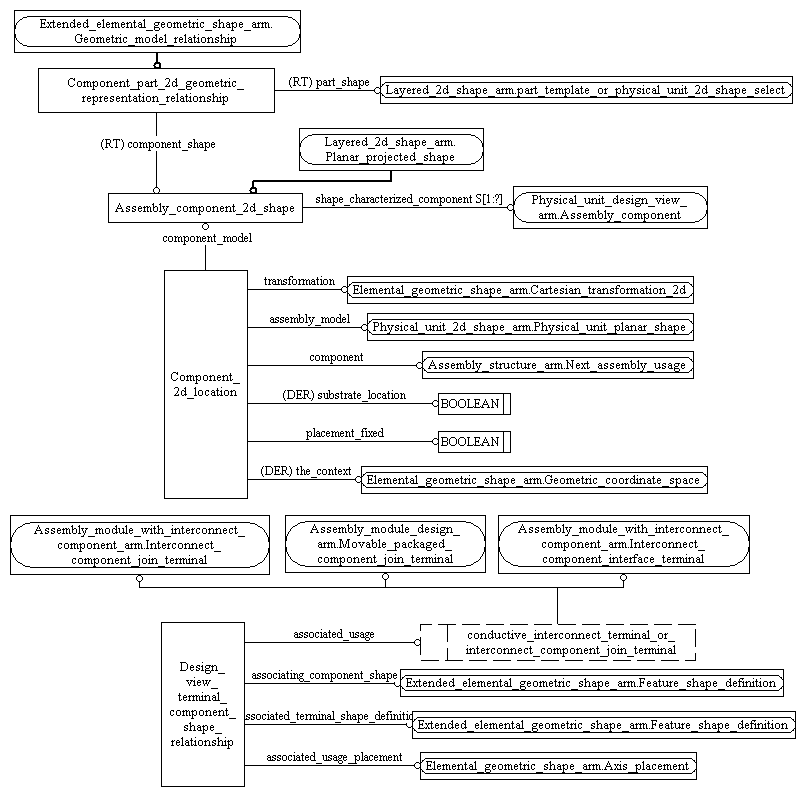 Extended_elemental_geometric_shape_arm.
Geometric_model_relationship
Component_part_2d_geometric_
representation_relationship
(RT) part_shape
Layered_2d_shape_arm.part_template_or_physical_unit_2d_shape_select
(RT) component_shape
Layered_2d_shape_arm.
Planar_projected_shape
Assembly_component_2d_shape
shape_characterized_component S[1:?]
Physical_unit_design_view_
arm.Assembly_component
component_model
Component_
2d_location
transformation
Elemental_geometric_shape_arm.Cartesian_transformation_2d
assembly_model
Physical_unit_2d_shape_arm.Physical_unit_planar_shape
component
Assembly_structure_arm.Next_assembly_usage
(DER) substrate_location
BOOLEAN
placement_fixed
BOOLEAN
(DER) the_context
Elemental_geometric_shape_arm.Geometric_coordinate_space
Assembly_module_with_interconnect_
component_arm.Interconnect_
component_join_terminal
Assembly_module_design_
arm.Movable_packaged_
component_join_terminal
Assembly_module_with_interconnect_
component_arm.Interconnect_
component_interface_terminal
Design_
view_
terminal_
component_
shape_
relationship
associated_usage
conductive_interconnect_terminal_or_
interconnect_component_join_terminal
associating_component_shape
Extended_elemental_geometric_shape_arm.Feature_shape_definition
ssociated_terminal_shape_definitio
Extended_elemental_geometric_shape_arm.Feature_shape_definition
associated_usage_placement
Elemental_geometric_shape_arm.Axis_placement